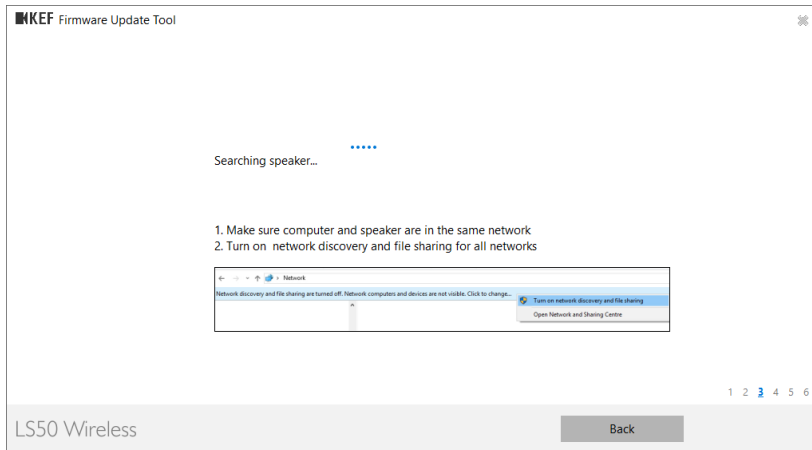 KEF Firmware Update Tool
Searching speaker...
1. Make sure computer and speaker are in the same network
2. Turn on network discovery and file sharing for all networks
Network
Network discovery and file sharing are turned off. Network computers and devices are not visible. Click to change...
Turn on network discovery and file sharing
Open Network and Sharing Centre
1 2 3 4 5 6
LS50 Wireless
Back